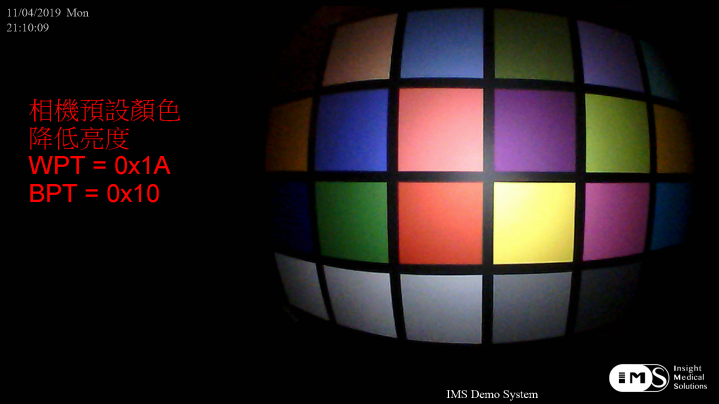 11/04/2019 Mon
21:10:09
相機預設顏色
降低亮度
WPT = 0x1A
BPT = 0x10
IMS Demo System
iMS
Insight
Medical
Solutions